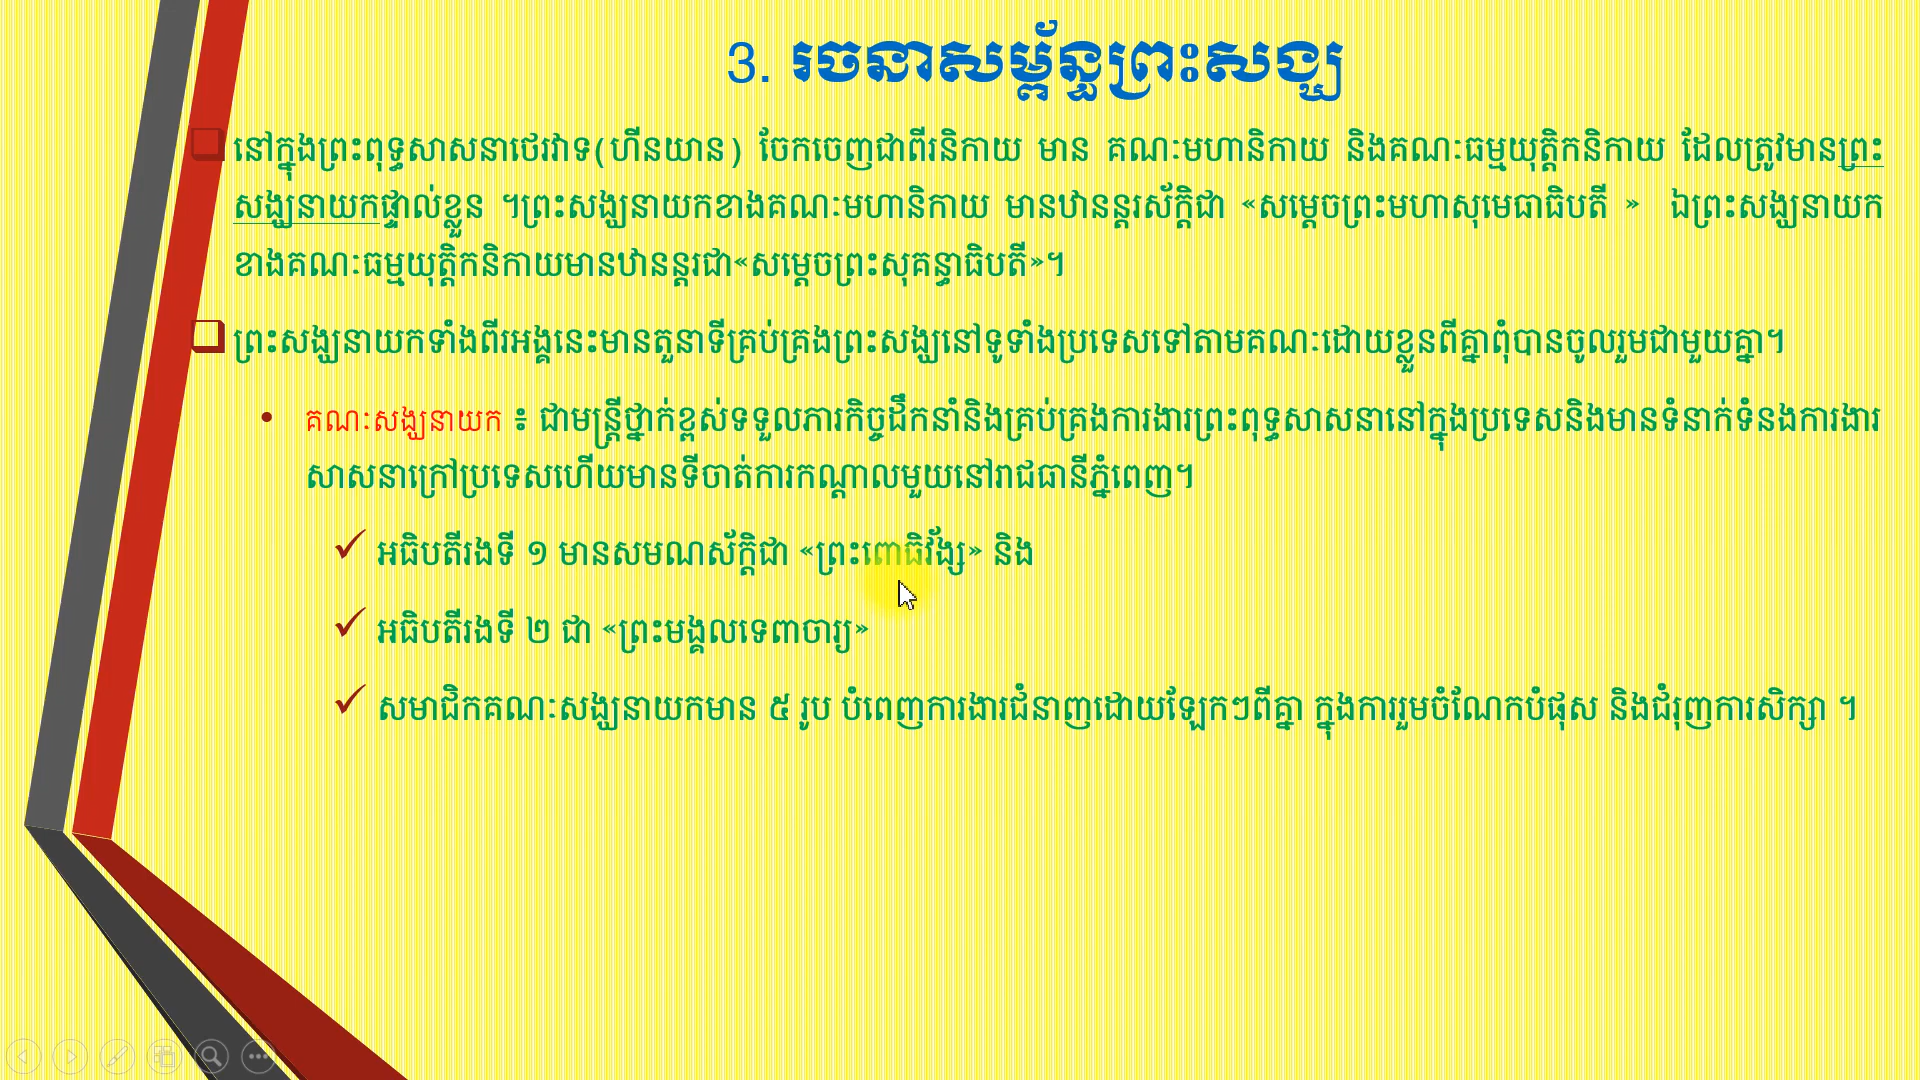 3. រចនាសម្ព័ន្ធព្រះសង្ឃ
នៅក្នុងព្រះពុទ្ធសាសនាថេរវាទ(ហីនយាន) ចែកចេញជាពីរនិកាយ មាន គណៈមហានិកាយ និងគណៈធម្មយុត្តិកនិកាយ ដែលត្រូវមានព្រះ
សង្ឃនាយកផ្ទាល់ខ្លួន ។ព្រះសង្ឃនាយកខាងគណៈមហានិកាយ មានឋានន្តរស័ក្តិជា «សម្តេចព្រះមហាសុមេធាធិបតី » ឯព្រះសង្ឃនាយក
ខាងគណៈធម្មយុត្តិកនិកាយមានឋានន្តរជា«សម្តេចព្រះសុគន្ធាធិបតី»។
ព្រះសង្ឃនាយកទាំងពីរអង្គនេះមានតួនាទីគ្រប់គ្រងព្រះសង្ឃនៅទូទាំងប្រទេសទៅតាមគណៈដោយខ្លួនពីគ្នាពុំបានចូលរួមជាមួយគ្នា។
• គណៈសង្ឃនាយក ៖ ជាមន្ត្រីថ្នាក់ខ្ពស់ទទួលភារកិច្ចដឹកនាំនិងគ្រប់គ្រងការងារព្រះពុទ្ធសាសនានៅក្នុងប្រទេសនិងមានទំនាក់ទំនងការងារ
សាសនាក្រៅប្រទេសហើយមានទីចាត់ការកណ្តាលមួយនៅរាជធានីភ្នំពេញ។
✓ អធិបតីរងទី ១ មានសមណស័ក្តិជា «ព្រះពោធិវ័ង្ស» និង
✓ អធិបតីរងទី ២ ជា «ព្រះមង្គលទេពាចារ្យ»
✓ សមាជិកគណៈសង្ឃនាយកមាន ៥ រូប បំពេញការងារជំនាញដោយឡែកៗពីគ្នា ក្នុងការរួមចំណែកបំផុស និងជំរុញការសិក្សា ។